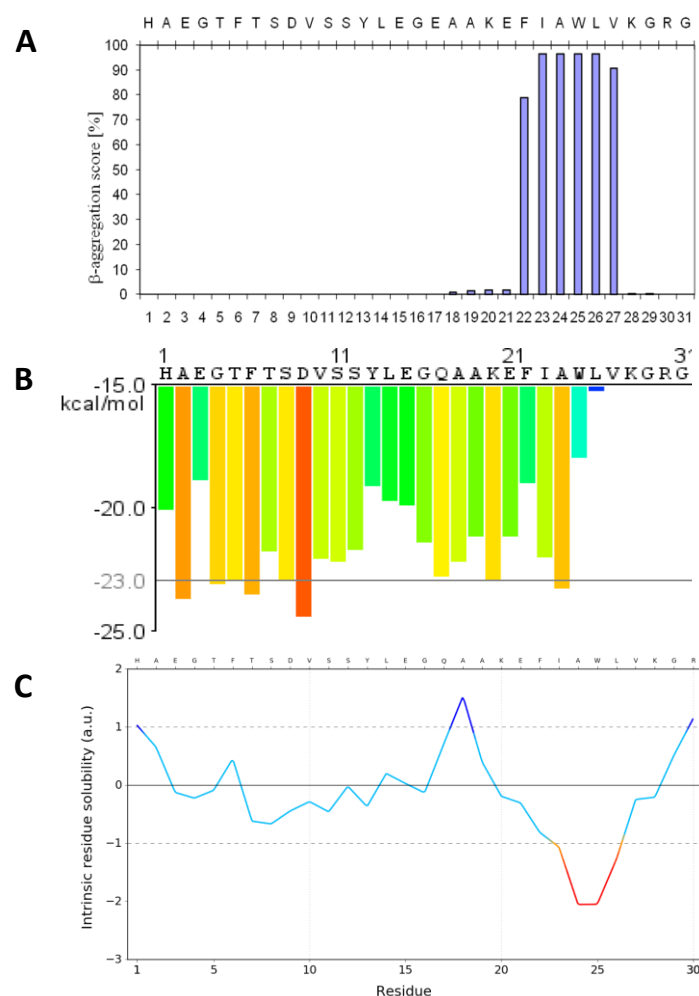 A
H A E G T F T S D V S S Y L E G E A A K E F I A W L V K G R G
β-aggregation score [%]
100
90
80
70
60
50
40
30
20
10
0
1 2 3 4 5 6 7 8 9 10 11 12 13 14 15 16 17 18 19 20 21 22 23 24 25 26 27 28 29 30 31
B
1 11 21 31
HAEGTFTSDVSSYLEGQAAKEFIAWLVKGRG
-15.0
kcal/mol
-20.0
-23.0
-25.0
C
H A E G T F T S D V S S Y L E G Q A A K E F I A W L V K G R
Intrinsic residue solubility (a.u.)
2
1
0
−1
−2
−3
1 5 10 15 20 25 30
Residue